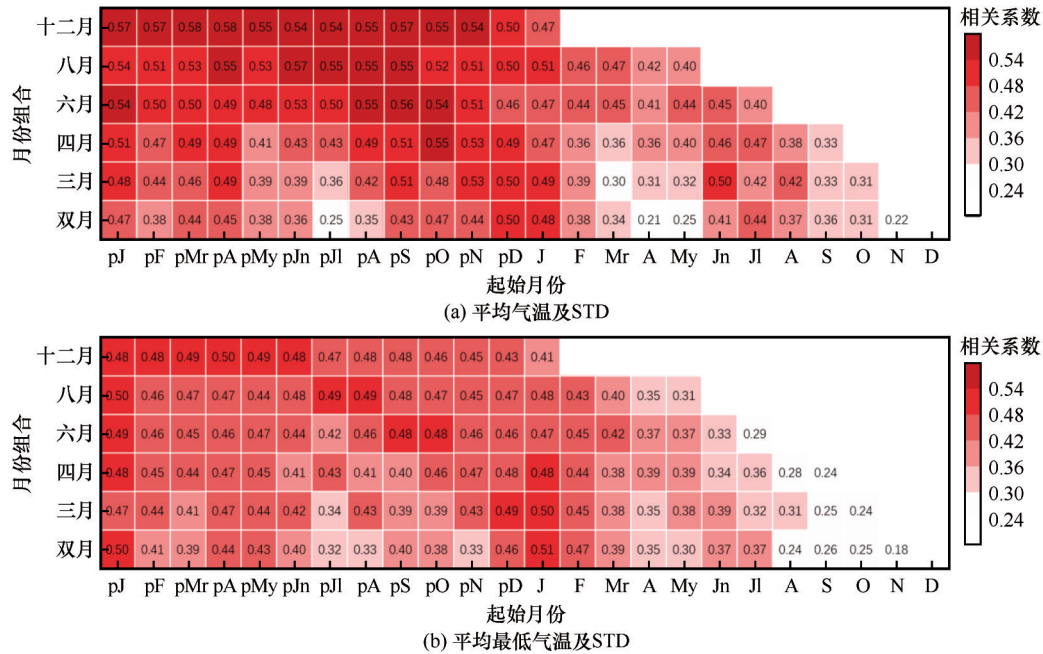 相关系数
十二月 0.57 0.57 0.58 0.58 0.55 0.54 0.54 0.55 0.57 0.55 0.54 0.50 0.47
八月 0.54 0.51 0.53 0.55 0.53 0.57 0.55 0.55 0.55 0.52 0.51 0.50 0.51 0.46 0.47 0.42 0.40
六月 0.54 0.50 0.50 0.49 0.48 0.53 0.50 0.55 0.56 0.54 0.51 0.46 0.47 0.44 0.45 0.41 0.44 0.45 0.40
四月 0.51 0.47 0.49 0.49 0.41 0.43 0.43 0.49 0.51 0.55 0.53 0.49 0.47 0.36 0.36 0.36 0.40 0.46 0.47 0.38 0.33
三月 0.48 0.44 0.46 0.49 0.39 0.39 0.36 0.42 0.51 0.48 0.53 0.50 0.49 0.39 0.30 0.31 0.32 0.50 0.42 0.42 0.33 0.31
双月 0.47 0.38 0.44 0.45 0.38 0.36 0.25 0.35 0.43 0.47 0.44 0.50 0.48 0.38 0.34 0.21 0.25 0.41 0.44 0.37 0.36 0.31 0.22
月份组合
0.54
0.48
0.42
0.36
0.30
0.24
pJ pF pMr pA pMy pJn pJl pA pS pO pN pD J F Mr A My Jn Jl A S O N D
起始月份
(a) 平均气温及STD
相关系数
十二月 0.48 0.48 0.49 0.50 0.49 0.48 0.47 0.48 0.48 0.46 0.45 0.43 0.41
八月 0.50 0.46 0.47 0.47 0.44 0.48 0.49 0.49 0.48 0.47 0.45 0.47 0.48 0.43 0.40 0.35 0.31
六月 0.49 0.46 0.45 0.46 0.47 0.44 0.42 0.46 0.48 0.48 0.46 0.46 0.47 0.45 0.42 0.37 0.37 0.33 0.29
四月 0.48 0.45 0.44 0.47 0.45 0.41 0.43 0.41 0.40 0.46 0.47 0.48 0.48 0.44 0.38 0.39 0.39 0.34 0.36 0.28 0.24
三月 0.47 0.44 0.41 0.47 0.44 0.42 0.34 0.43 0.39 0.39 0.43 0.49 0.50 0.45 0.38 0.35 0.38 0.39 0.32 0.31 0.25 0.24
双月 0.50 0.41 0.39 0.44 0.43 0.40 0.32 0.33 0.40 0.38 0.33 0.46 0.51 0.47 0.39 0.35 0.30 0.37 0.37 0.24 0.26 0.25 0.18
月份组合
0.54
0.48
0.42
0.36
0.30
0.24
pJ pF pMr pA pMy pJn pJl pA pS pO pN pD J F Mr A My Jn Jl A S O N D
起始月份
(b) 平均最低气温及STD